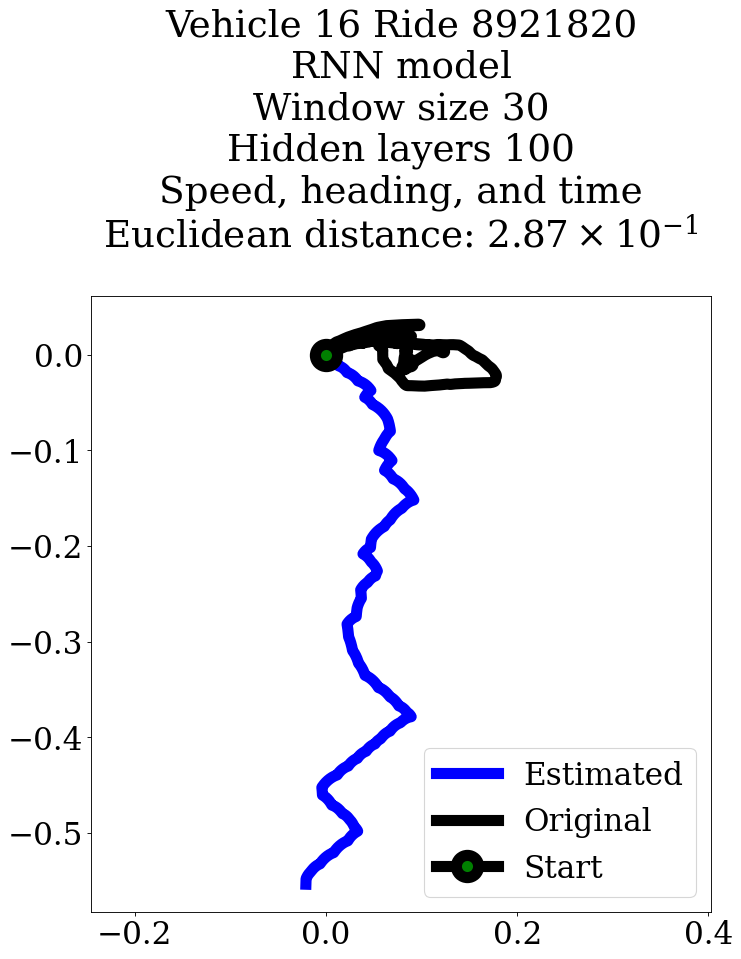 Vehicle 16 Ride 8921820
RNN model
Window size 30
Hidden layers 100
Speed, heading, and time
Euclidean distance: 2.87 × 10⁻¹
0.0
−0.1
−0.2
−0.3
−0.4
−0.5
Estimated
Original
Start
−0.2 0.0 0.2 0.4